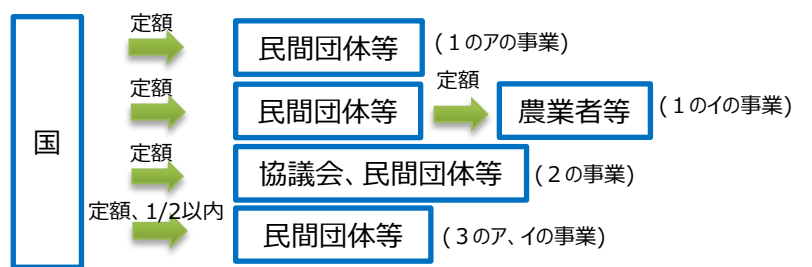 国
定額
民間団体等
(1のアの事業)
定額
民間団体等
定額
農業者等
(1のイの事業)
定額
協議会、民間団体等
(2の事業)
定額、1/2以内
民間団体等
(3のア、イの事業)